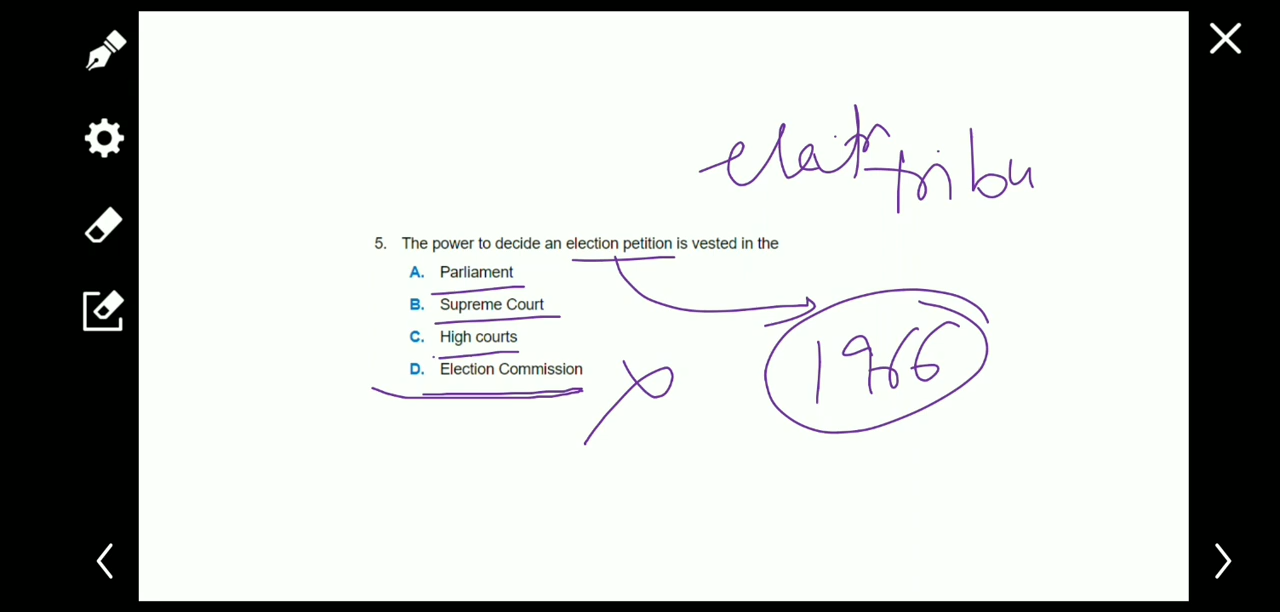 tribu
5. The power to decide an election petition is vested in the
A. Parliament
B. Supreme Court
C. High courts
D. Election Commission
1966